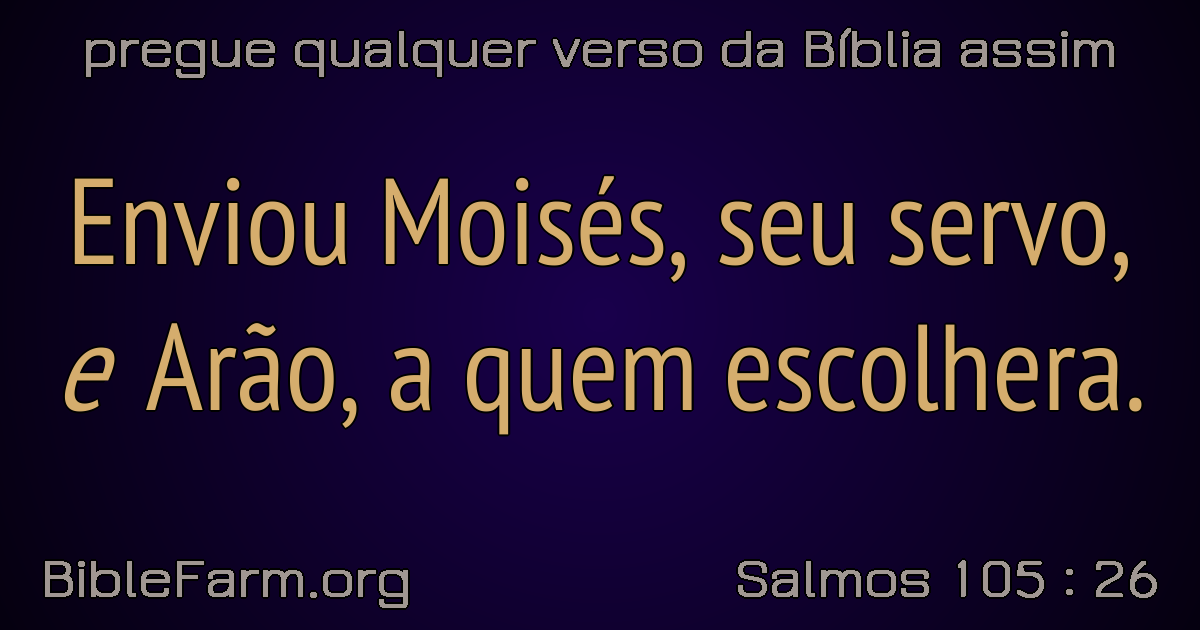 pregue qualquer verso da Bíblia assim
Enviou Moisés, seu servo,
e Arão, a quem escolhera.
BibleFarm.org
Salmos 105 : 26